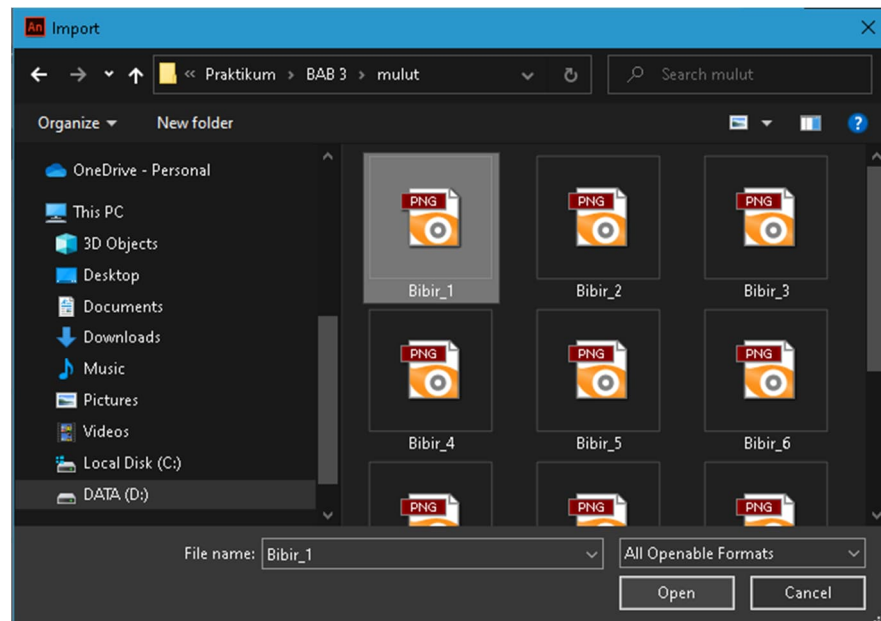 An Import
« Praktikum > BAB 3 > mulut
Search mulut
Organize
New folder
OneDrive - Personal
This PC
3D Objects
Desktop
Documents
Downloads
Music
Pictures
Videos
Local Disk (C:)
DATA (D:)
PNG PNG PNG
Bibir_1 Bibir_2 Bibir_3
PNG PNG PNG
Bibir_4 Bibir_5 Bibir_6
PNG PNG PNG
File name: Bibir_1
All Openable Formats
Open Cancel